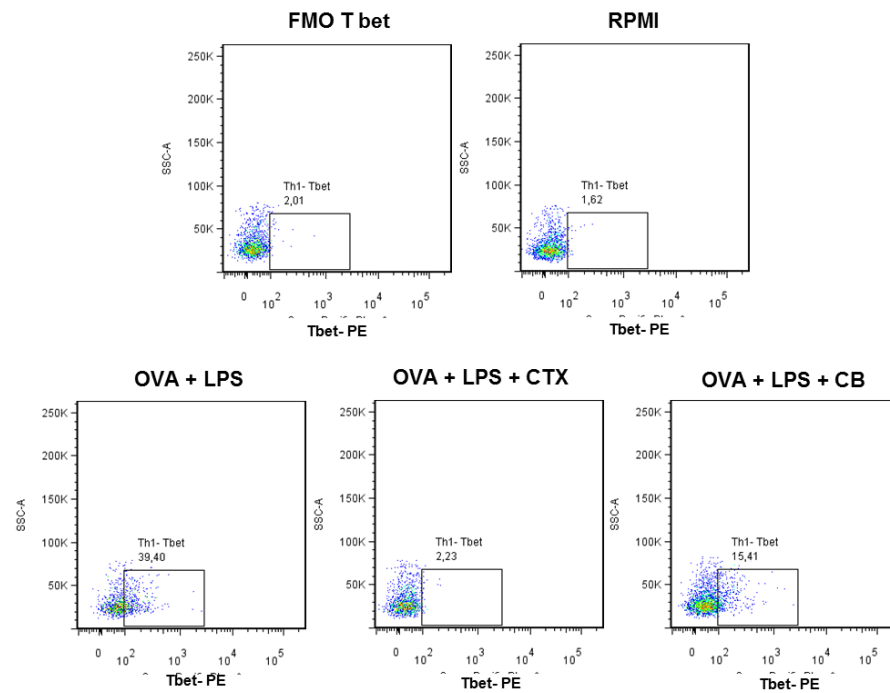 FMO T bet
RPMI
250K
200K
150K
100K
50K
0
SSC-A
Th1- Tbet
2,01
0 10^2 10^3 10^4 10^5
Tbet- PE
250K
200K
150K
100K
50K
0
SSC-A
Th1- Tbet
1,62
0 10^2 10^3 10^4 10^5
Tbet- PE
OVA + LPS
OVA + LPS + CTX
OVA + LPS + CB
250K
200K
150K
100K
50K
0
SSC-A
Th1- Tbet
39,40
0 10^2 10^3 10^4 10^5
Tbet- PE
250K
200K
150K
100K
50K
0
SSC-A
Th1- Tbet
2,23
0 10^2 10^3 10^4 10^5
Tbet- PE
250K
200K
150K
100K
50K
0
SSC-A
Th1- Tbet
15,41
0 10^2 10^3 10^4 10^5
Tbet- PE